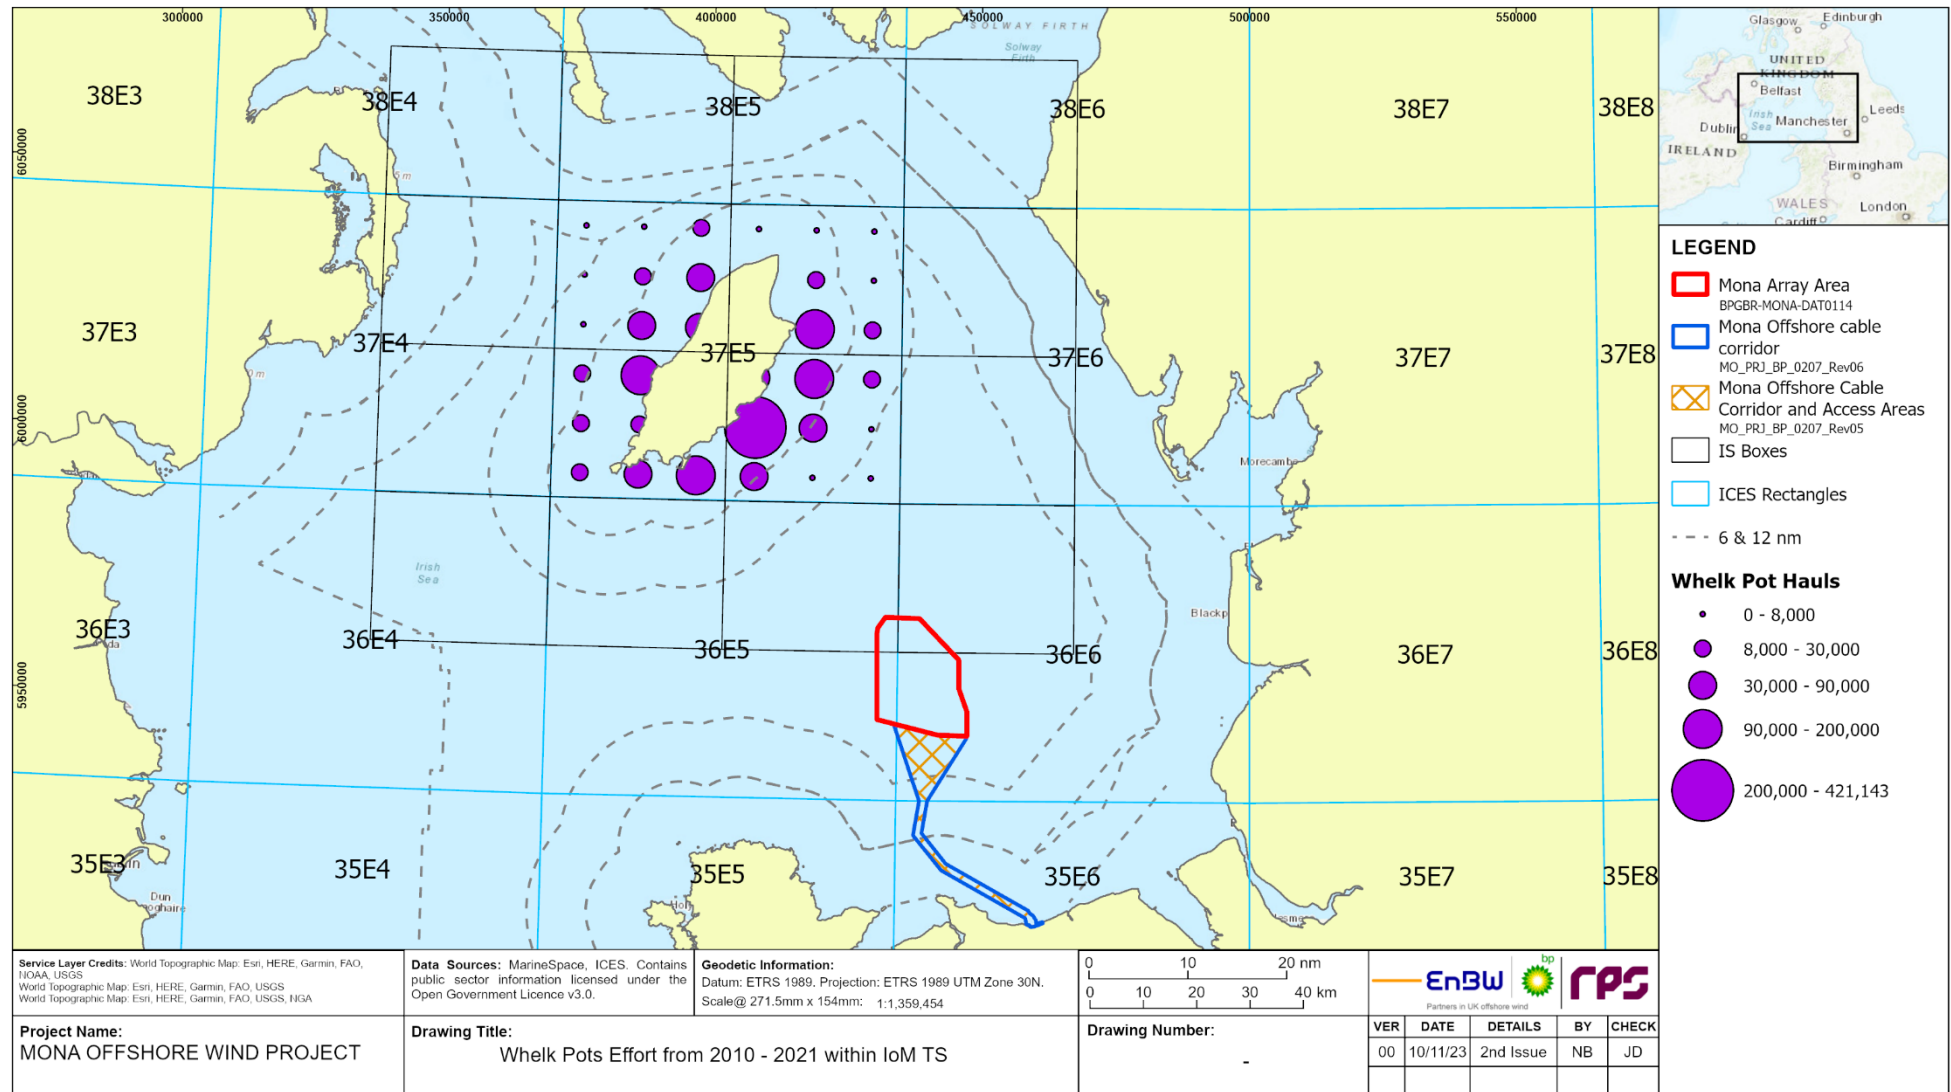 300000
350000
400000
450000
500000
550000
6050000
6000000
5950000
SOLWAY FIRTH
Solway
Firth
38E3
38E4
38E5
38E6
38E7
38E8
37E3
37E4
37E5
37E6
37E7
37E8
Morecambe
Irish
Sea
36E3
36E4
36E5
36E6
36E7
36E8
Blackp
35E3
35E4
35E5
35E6
35E7
35E8
Dun
oghaire
Holy
Glasgow
Edinburgh
UNITED
KINGDOM
Belfast
Irish
Sea
Leeds
Dublin
Manchester
IRELAND
Birmingham
WALES
London
Cardiff
LEGEND
Mona Array Area
BPGBR-MONA-DAT0114
Mona Offshore cable
corridor
MO_PRJ_BP_0207_Rev06
Mona Offshore Cable
Corridor and Access Areas
MO_PRJ_BP_0207_Rev05
IS Boxes
ICES Rectangles
6 & 12 nm
Whelk Pot Hauls
0 - 8,000
8,000 - 30,000
30,000 - 90,000
90,000 - 200,000
200,000 - 421,143
Service Layer Credits: World Topographic Map: Esri, HERE, Garmin, FAO,
NOAA, USGS
World Topographic Map: Esri, HERE, Garmin, FAO, USGS
World Topographic Map: Esri, HERE, Garmin, FAO, USGS, NGA
Data Sources: MarineSpace, ICES. Contains
public sector information licensed under the
Open Government Licence v3.0.
Geodetic Information:
Datum: ETRS 1989. Projection: ETRS 1989 UTM Zone 30N.
Scale@ 271.5mm x 154mm: 1:1,359,454
0 10 20 nm
0 10 20 30 40 km
EnBW
bp
rps
Partners in UK offshore wind
Project Name:
MONA OFFSHORE WIND PROJECT
Drawing Title:
Whelk Pots Effort from 2010 - 2021 within IoM TS
Drawing Number:
-
VER DATE DETAILS BY CHECK
00 10/11/23 2nd Issue NB JD